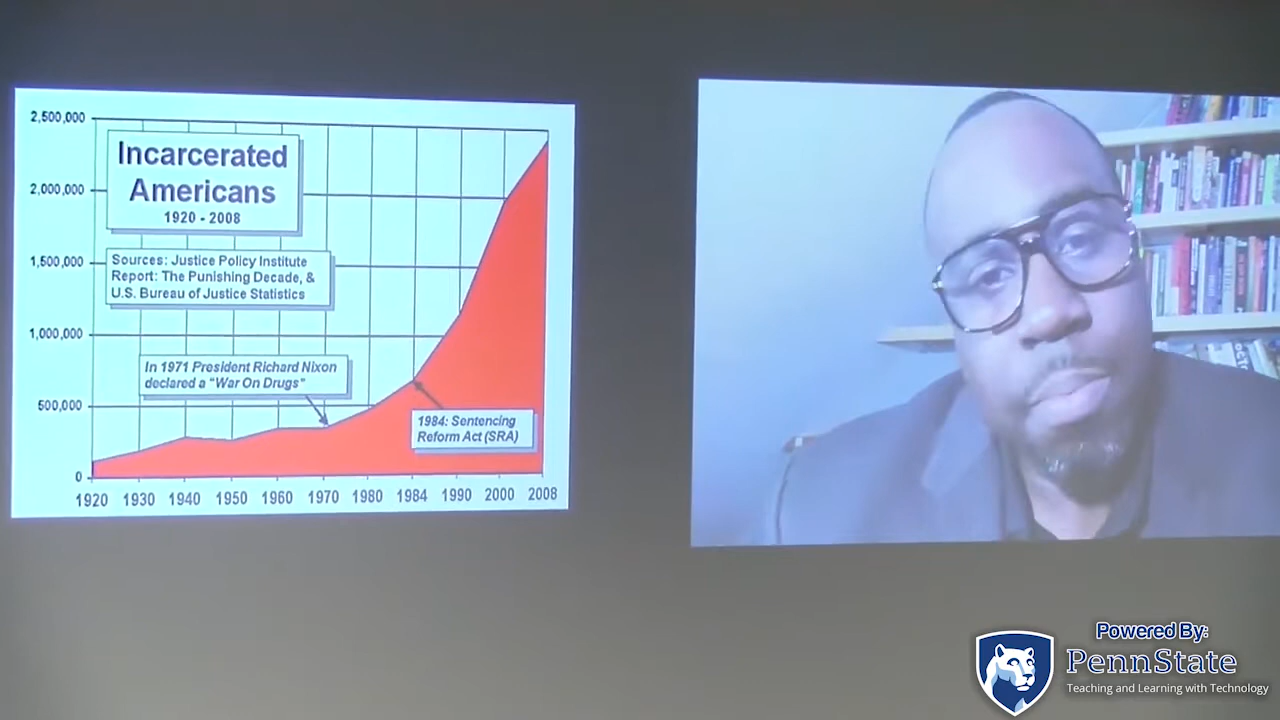 2,500,000
2,000,000
1,500,000
1,000,000
500,000
0
Incarcerated
Americans
1920 - 2008
Sources: Justice Policy Institute
Report: The Punishing Decade, &
U.S. Bureau of Justice Statistics
In 1971 President Richard Nixon
declared a "War On Drugs"
1984: Sentencing
Reform Act (SRA)
1920 1930 1940 1950 1960 1970 1980 1984 1990 2000 2008
Powered By:
PennState
Teaching and Learning with Technology